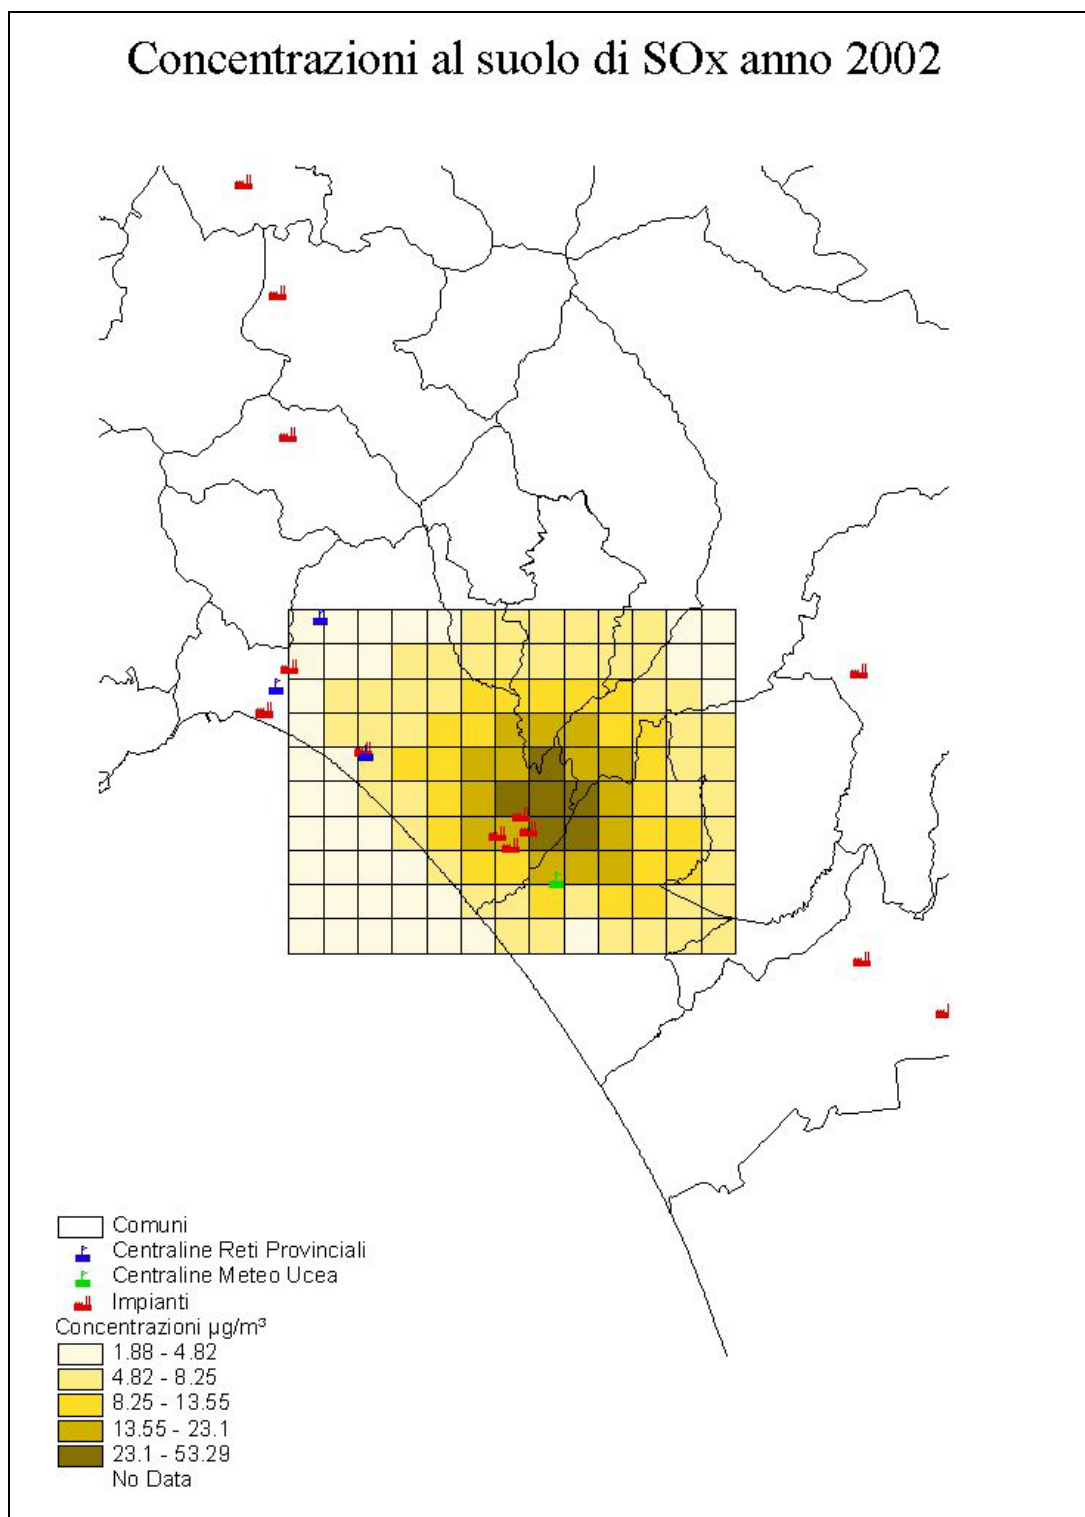 Concentrazioni al suolo di SOx anno 2002
Comuni
Centraline Reti Provinciali
Centraline Meteo Ucea
Impianti
Concentrazioni µg/m³
1.88 - 4.82
4.82 - 8.25
8.25 - 13.55
13.55 - 23.1
23.1 - 53.29
No Data